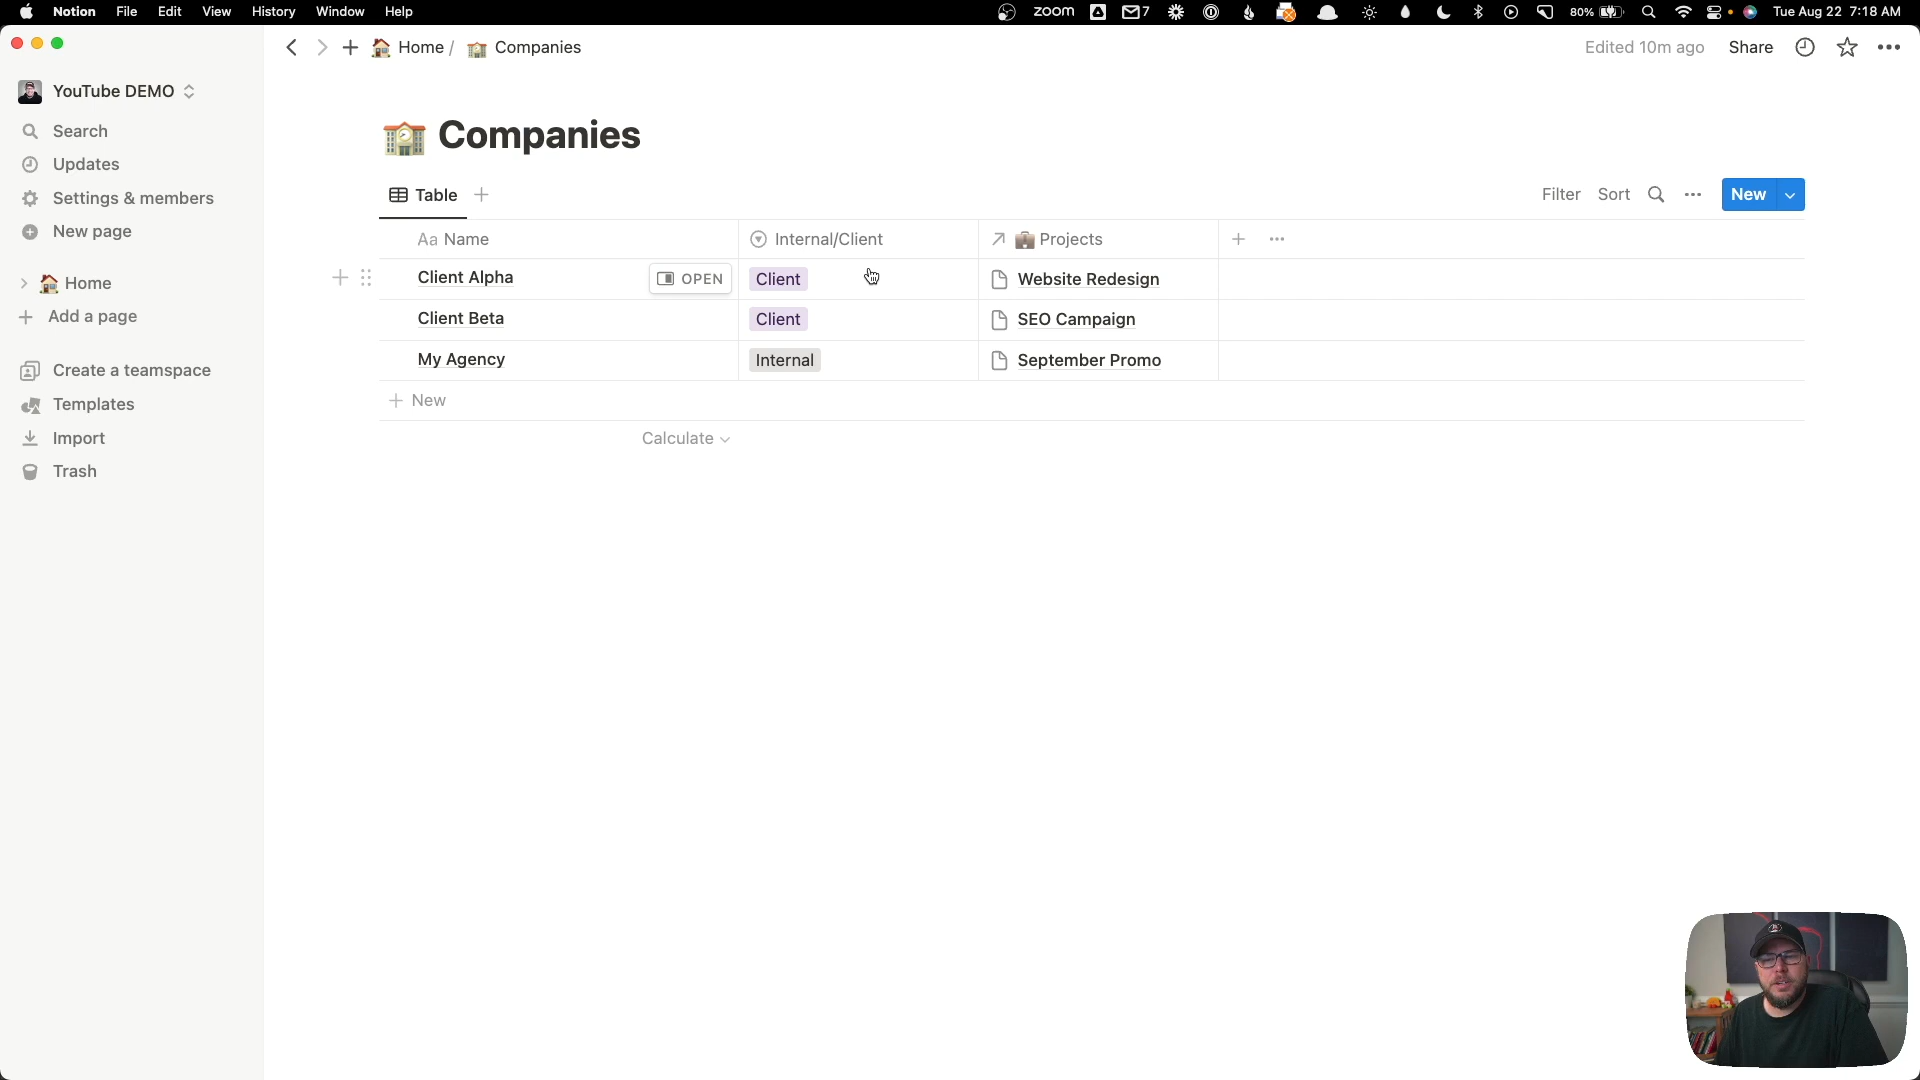 Notion File Edit View History Window Help zoom 7 80% Tue Aug 22 7:18 AM
Home / Companies Edited 10m ago Share
YouTube DEMO
Search
Updates
Settings & members
New page
Home
Add a page
Create a teamspace
Templates
Import
Trash
Companies
Table Filter Sort New
Aa Name Internal/Client Projects
Client Alpha OPEN Client Website Redesign
Client Beta Client SEO Campaign
My Agency Internal September Promo
New
Calculate